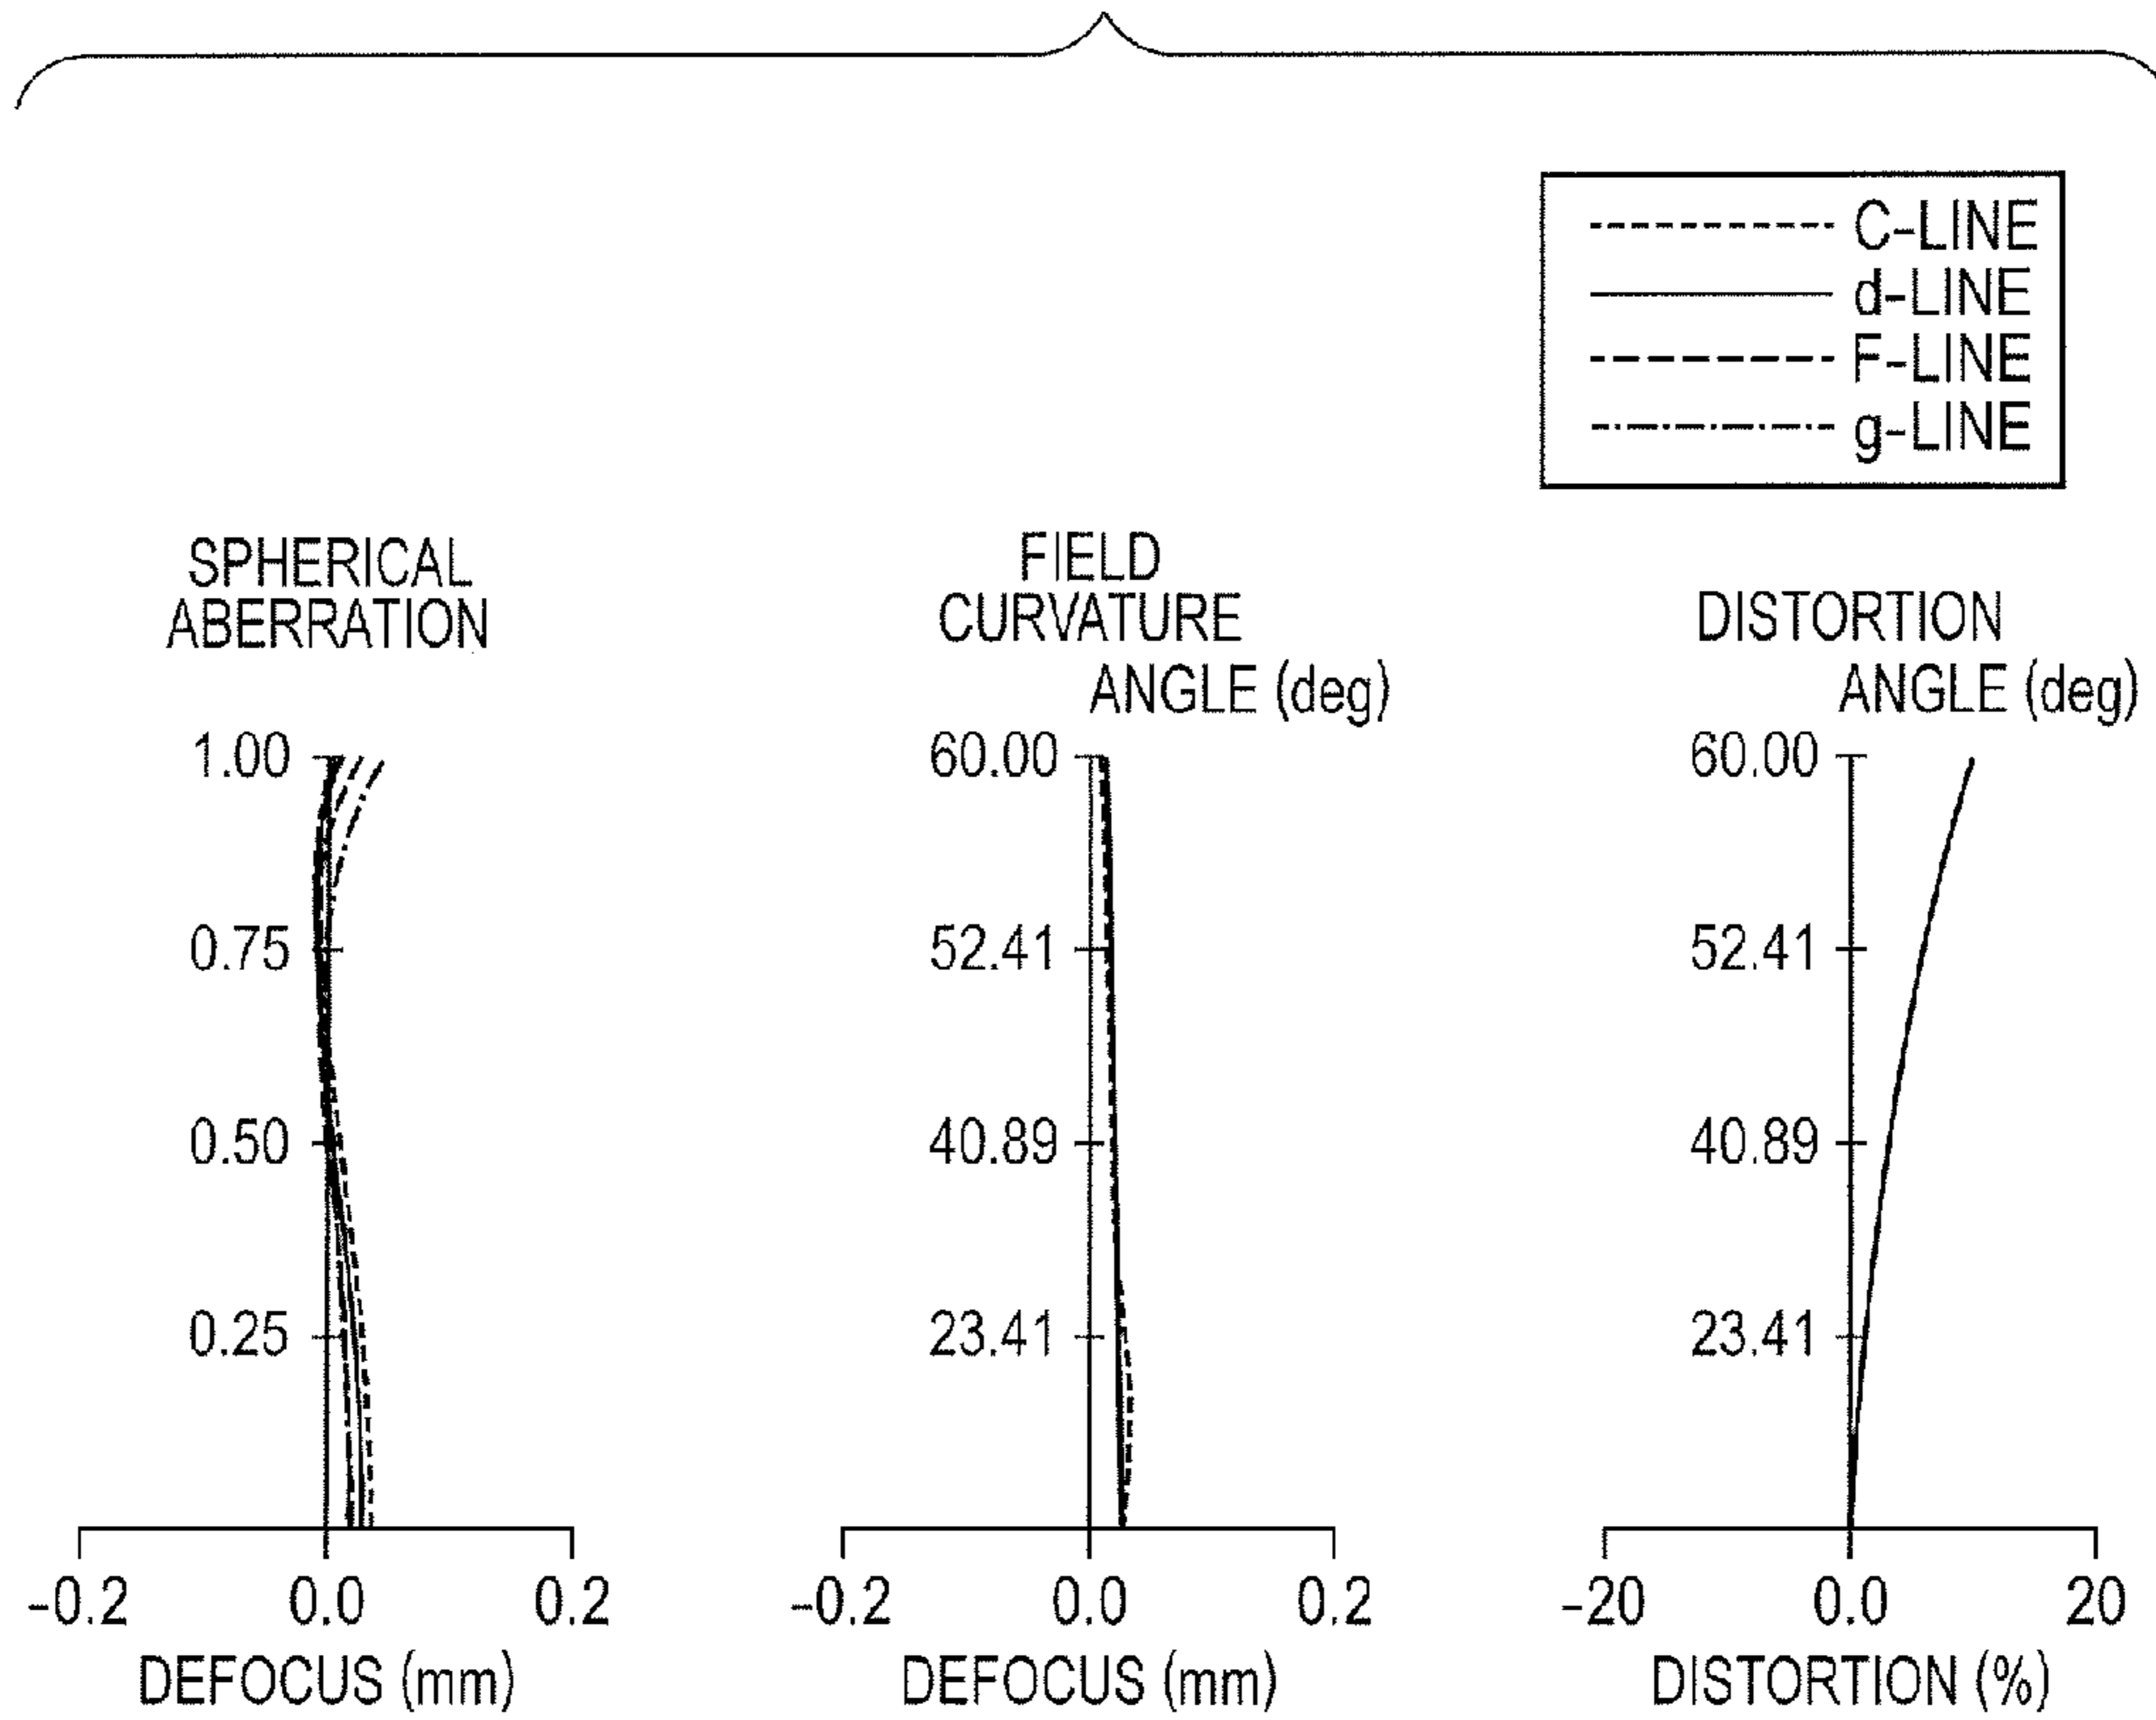 C-LINE
d-LINE
F-LINE
g-LINE
SPHERICAL
ABERRATION
1.00
0.75
0.50
0.25
-0.2
0.0
0.2
DEFOCUS (mm)
FIELD
CURVATURE
ANGLE (deg)
60.00
52.41
40.89
23.41
-0.2
0.0
0.2
DEFOCUS (mm)
DISTORTION
ANGLE (deg)
60.00
52.41
40.89
23.41
-20
0.0
20
DISTORTION (%)